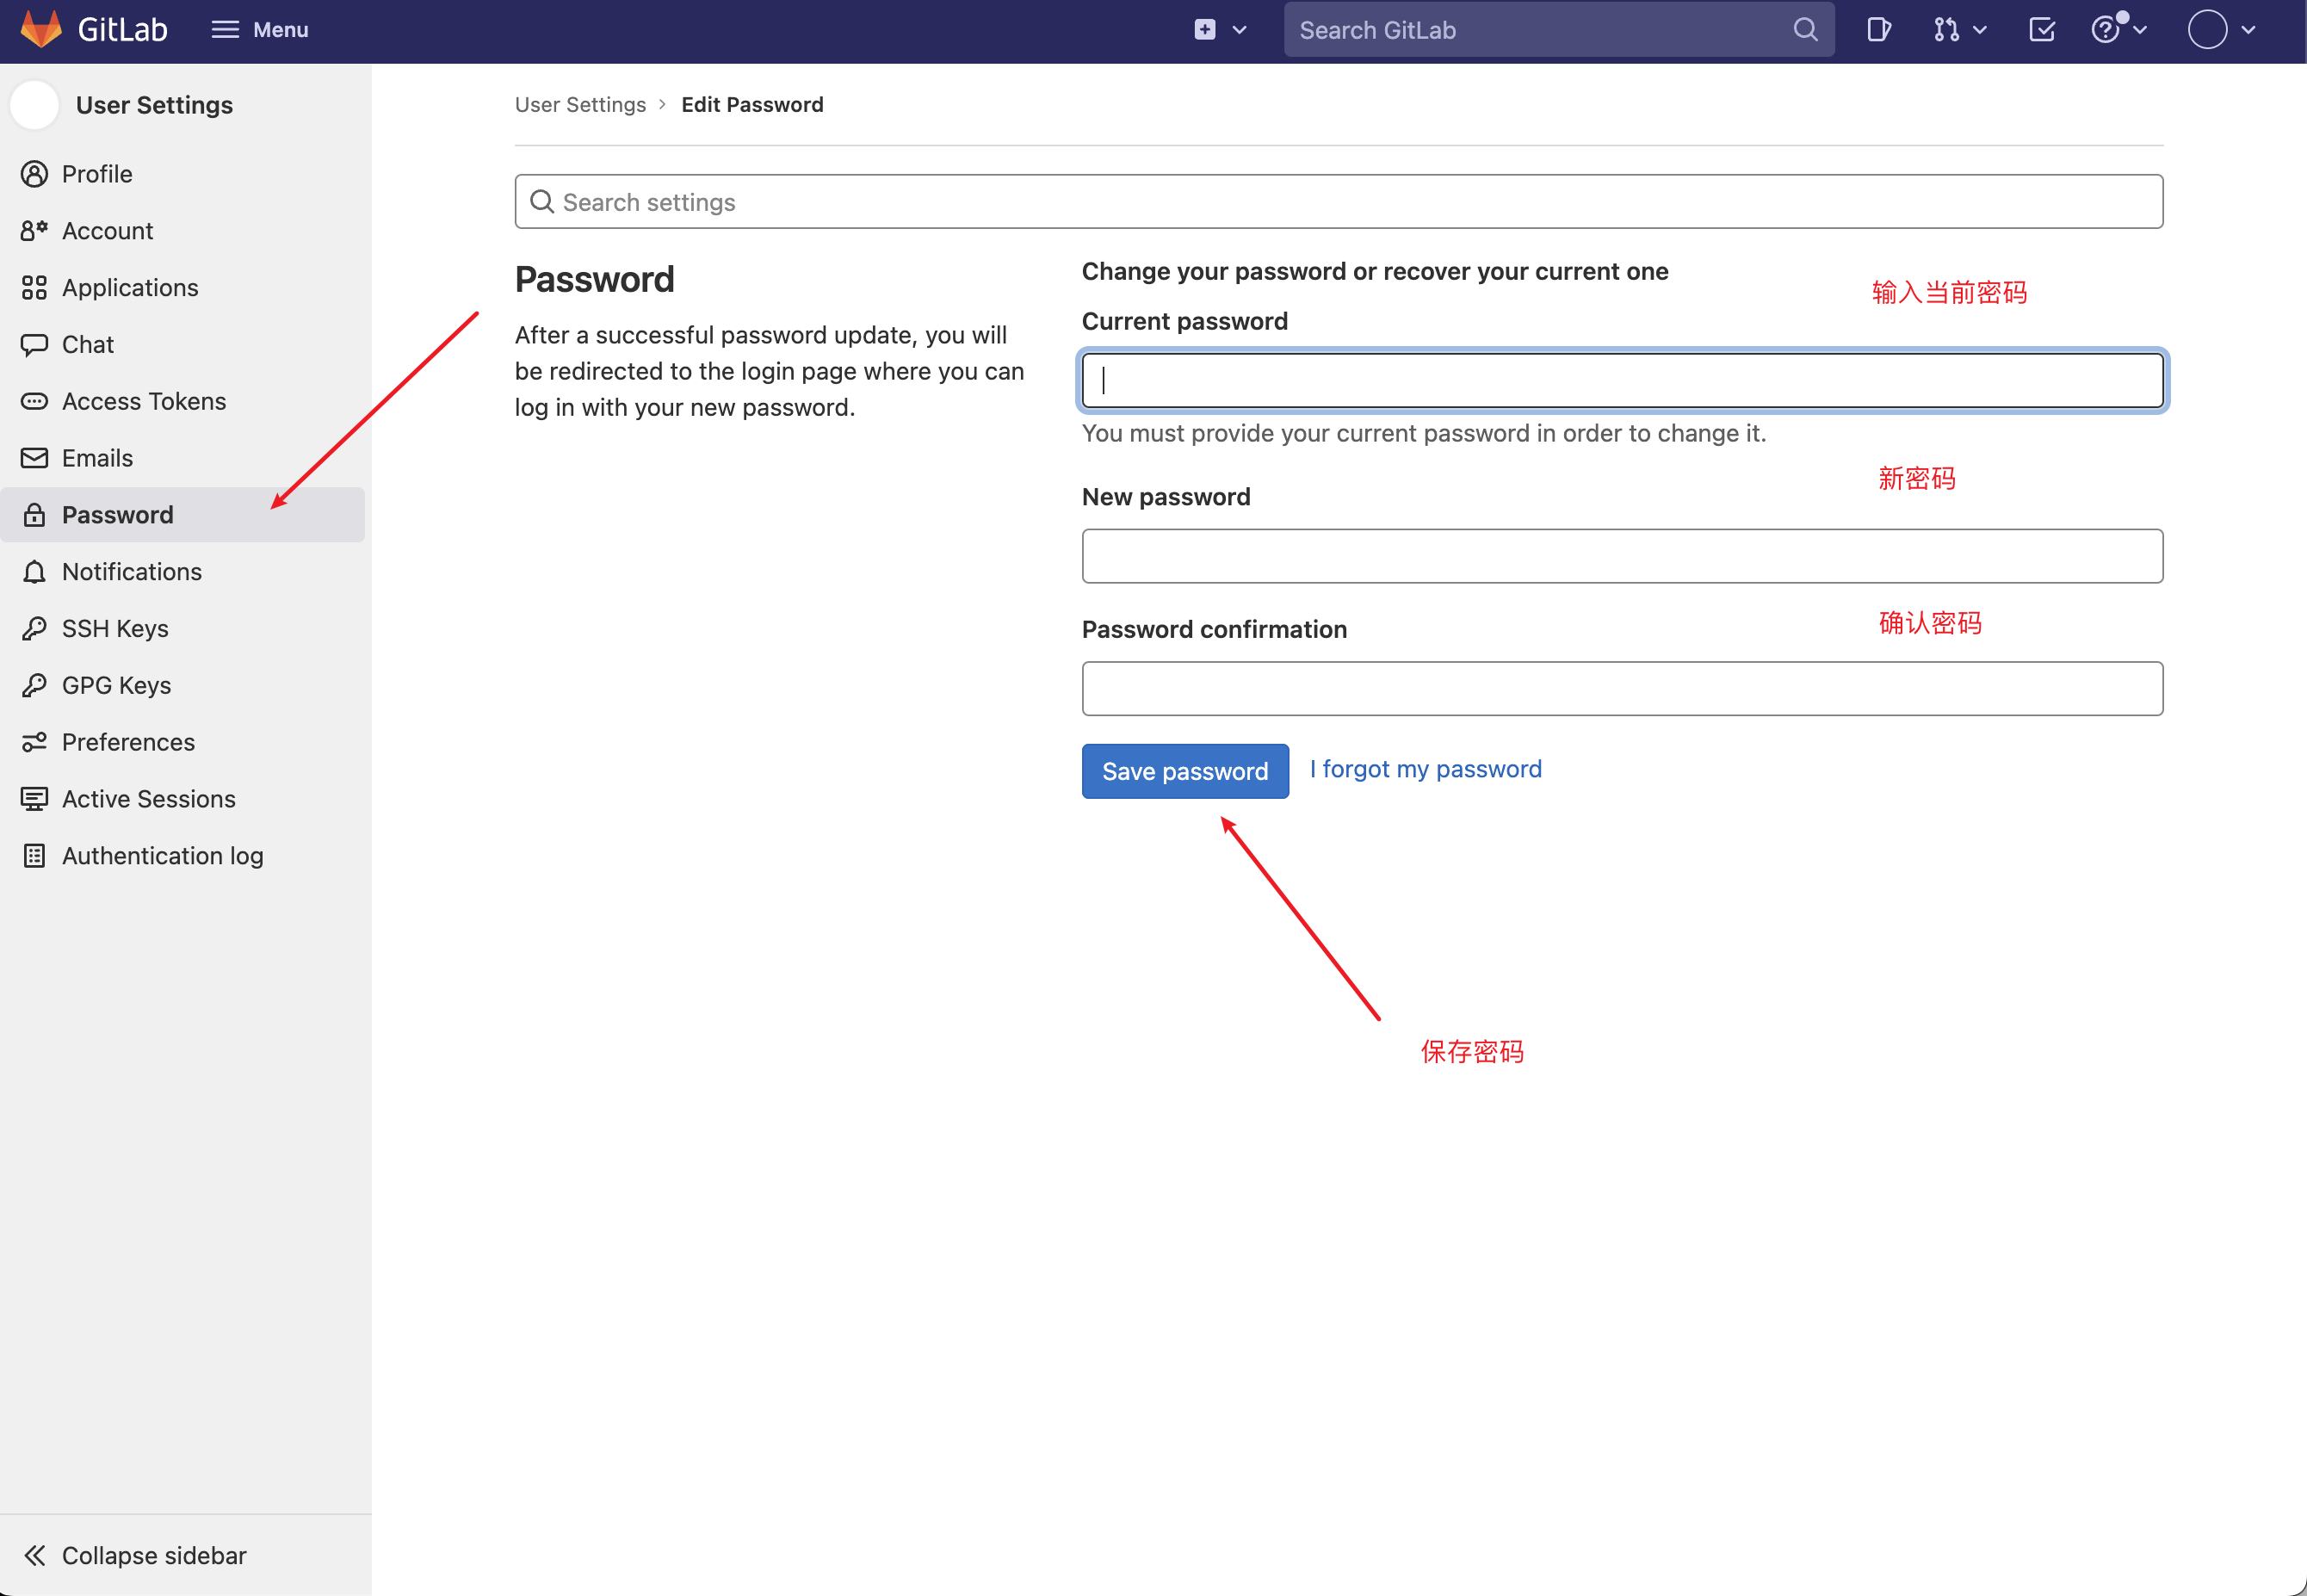 GitLab
Menu
Search GitLab
User Settings
Profile
Account
Applications
Chat
Access Tokens
Emails
Password
Notifications
SSH Keys
GPG Keys
Preferences
Active Sessions
Authentication log
Collapse sidebar
User Settings › Edit Password
Search settings
Password
After a successful password update, you will
be redirected to the login page where you can
log in with your new password.
Change your password or recover your current one
输入当前密码
Current password
You must provide your current password in order to change it.
新密码
New password
确认密码
Password confirmation
Save password
I forgot my password
保存密码